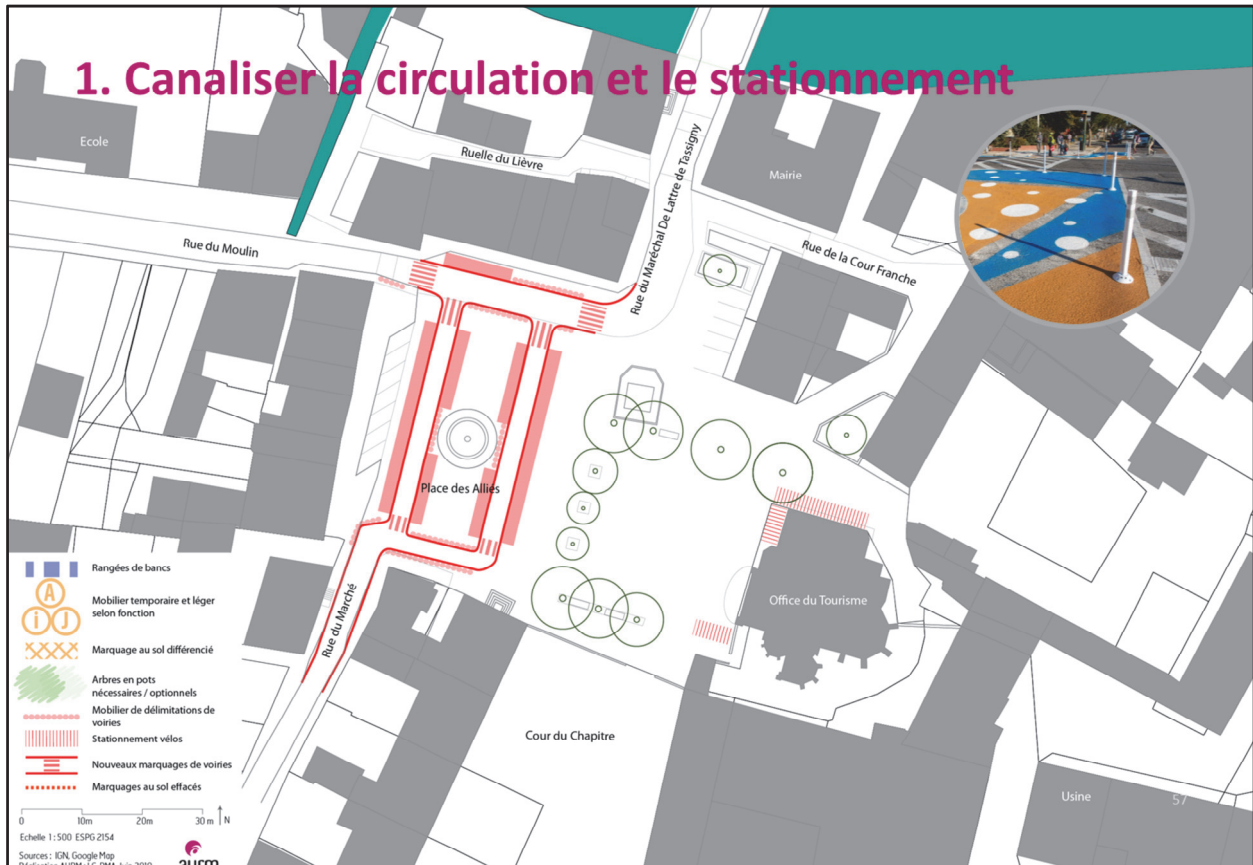 1. Canaliser la circulation et le stationnement
Ecole
Ruelle du Lièvre
Rue du Maréchal De Lattre de Tassigny
Mairie
Rue du Moulin
Rue de la Cour Franche
Place des Alliés
Rue du Marché
Office du Tourisme
Cour du Chapitre
Usine
57
Rangées de bancs
A
i J
Mobilier temporaire et léger
selon fonction
Marquage au sol différencié
Arbres en pots
nécessaires / optionnels
Mobilier de délimitations de
voiries
Stationnement vélos
Nouveaux marquages de voiries
Marquages au sol effacés
0 10m 20m 30 m N
Echelle 1:500 ESPG 2154
Sources : IGN, Google Map